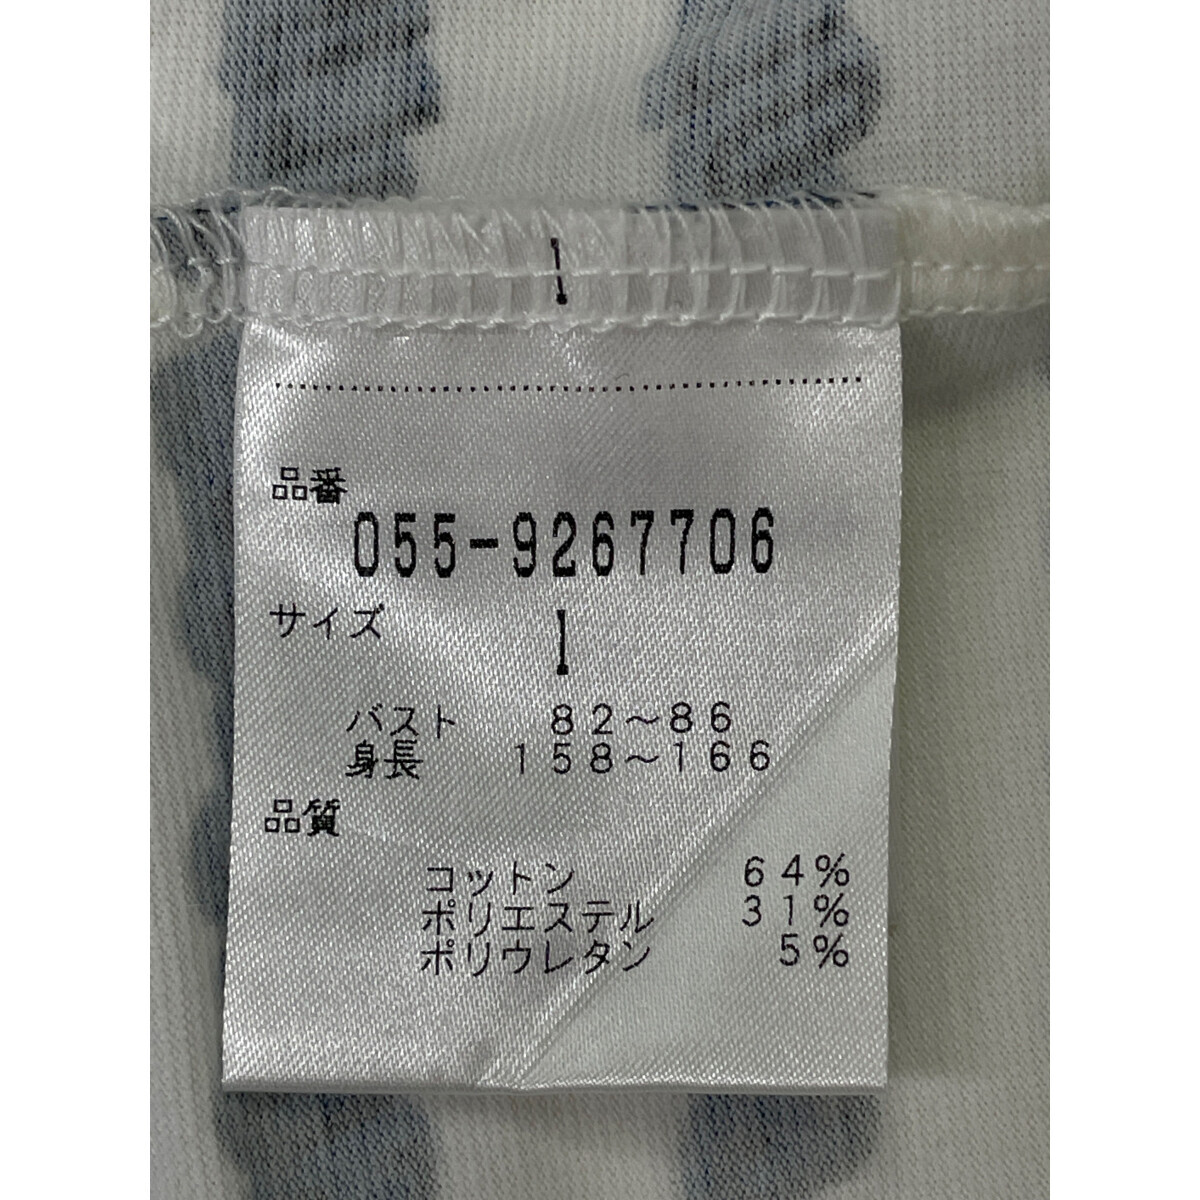 1
品番
055-9267706
サイズ 1
バスト 82～86
身長 158～166
品質
コットン 64%
ポリエステル 31%
ポリウレタン 5%